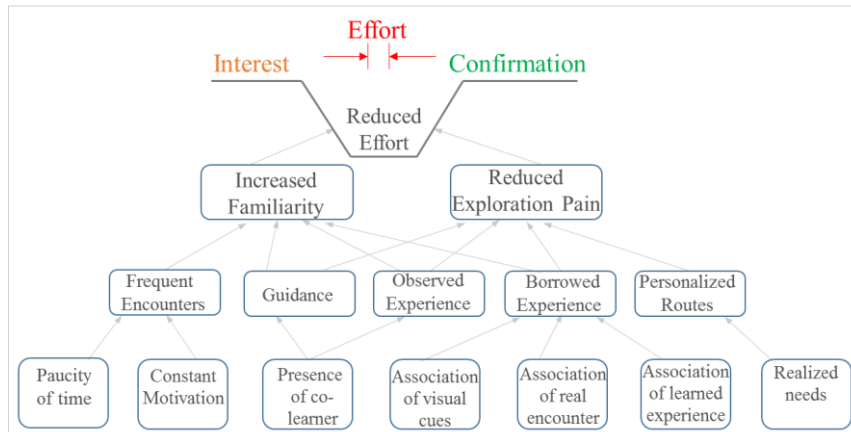 Effort
Interest
Confirmation
Reduced
Effort
Increased
Familiarity
Reduced
Exploration Pain
Frequent
Encounters
Guidance
Observed
Experience
Borrowed
Experience
Personalized
Routes
Paucity
of time
Constant
Motivation
Presence
of co-
learner
Association
of visual
cues
Association
of real
encounter
Association
of learned
experience
Realized
needs